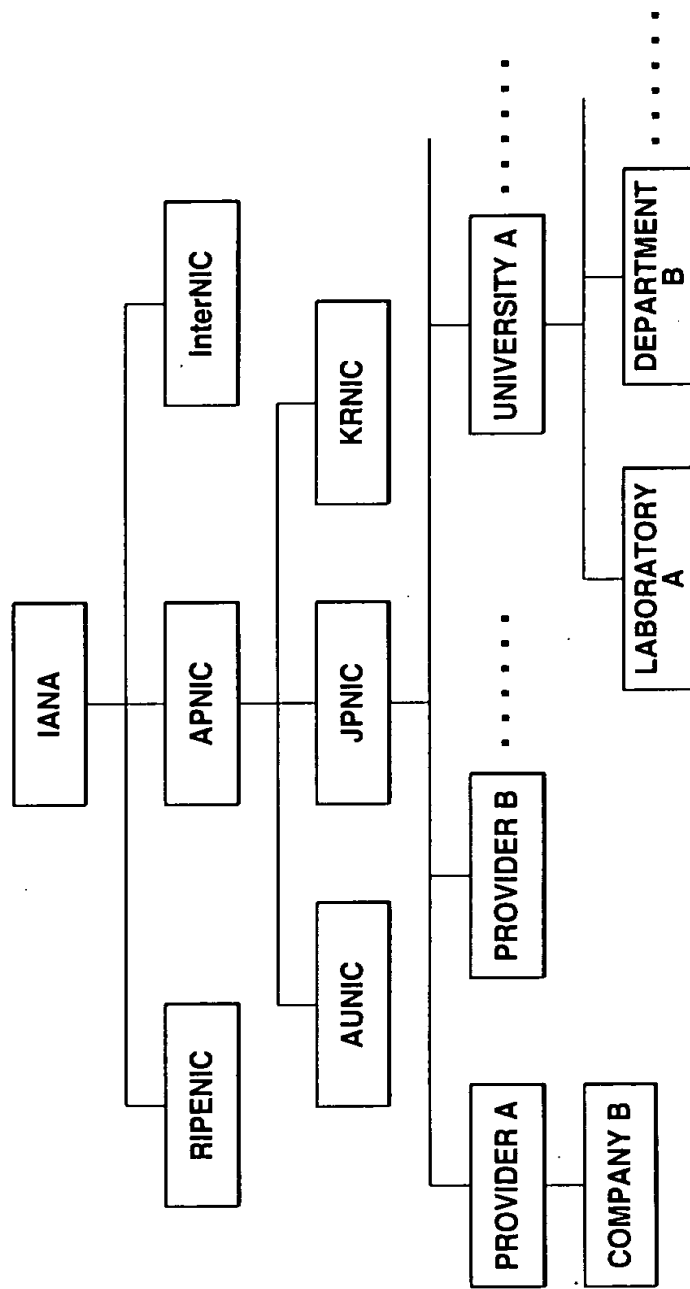 IANA
RIPENIC
APNIC
InterNIC
AUNIC
JPNIC
KRNIC
PROVIDER A
PROVIDER B
UNIVERSITY A
COMPANY B
LABORATORY
A
DEPARTMENT
B